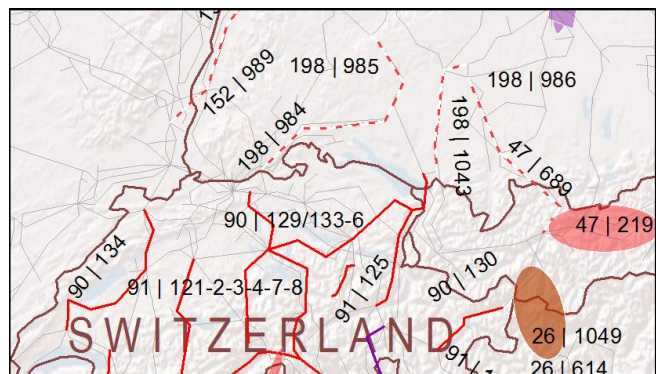 152 | 989
198 | 985
198 | 986
198 | 984
198 | 1043
47 | 689
47 | 219
90 | 129/133-6
90 | 134
91 | 121-2-3-4-7-8
91 | 125
90 | 130
SWITZERLAND
26 | 1049
26 | 614